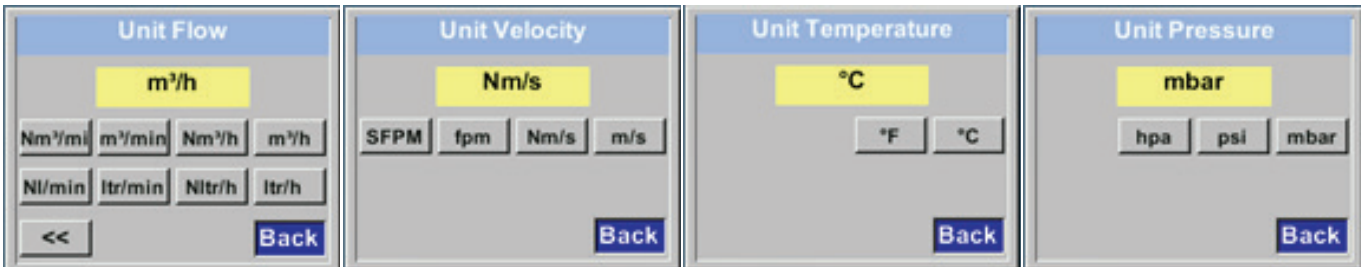 Unit Flow
m³/h
Nm³/mi m³/min Nm³/h m³/h
Nl/min ltr/min Nltr/h ltr/h
<< Back
Unit Velocity
Nm/s
SFPM fpm Nm/s m/s
Back
Unit Temperature
°C
°F °C
Back
Unit Pressure
mbar
hpa psi mbar
Back